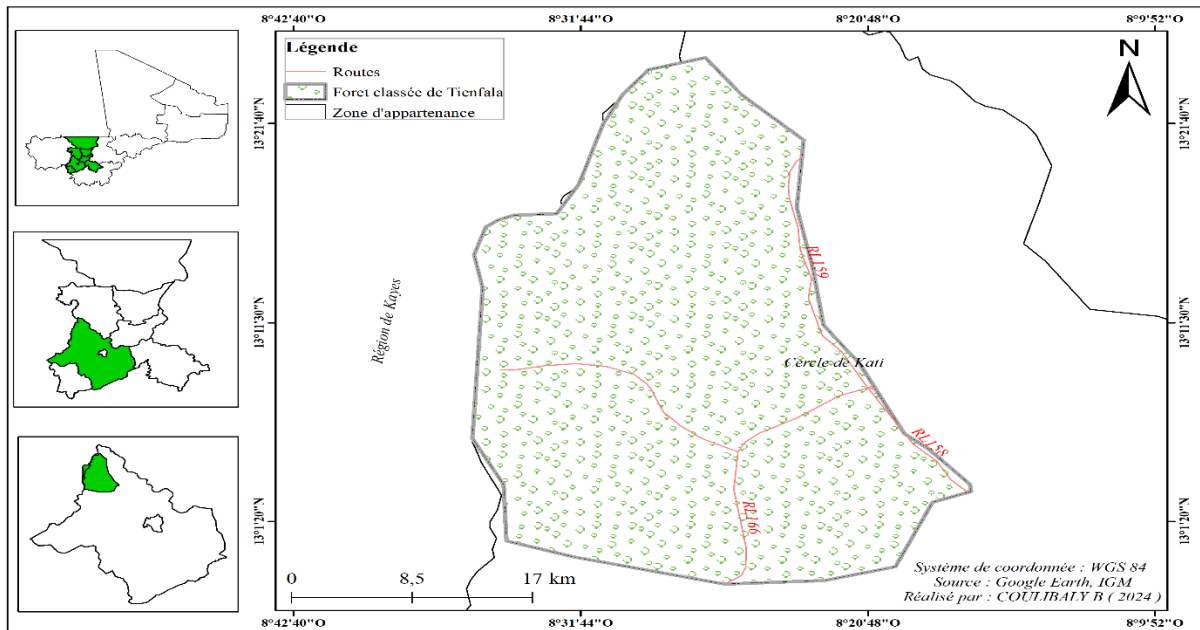 8°42'40"O 8°31'44"O 8°20'48"O 8°9'52"O
Légende
Routes
Foret classée de Tienfala
Zone d'appartenance
N
13°21'40"N 13°21'40"N
RL159
Région de Kayes
13°11'30"N 13°11'30"N
Cercle de Kati
RL158
RL166
13°1'20"N 13°1'20"N
0 8,5 17 km
Système de coordonnée : WGS 84
Source : Google Earth, IGM
Réalisé par : COULIBALY B ( 2024 )
8°42'40"O 8°31'44"O 8°20'48"O 8°9'52"O